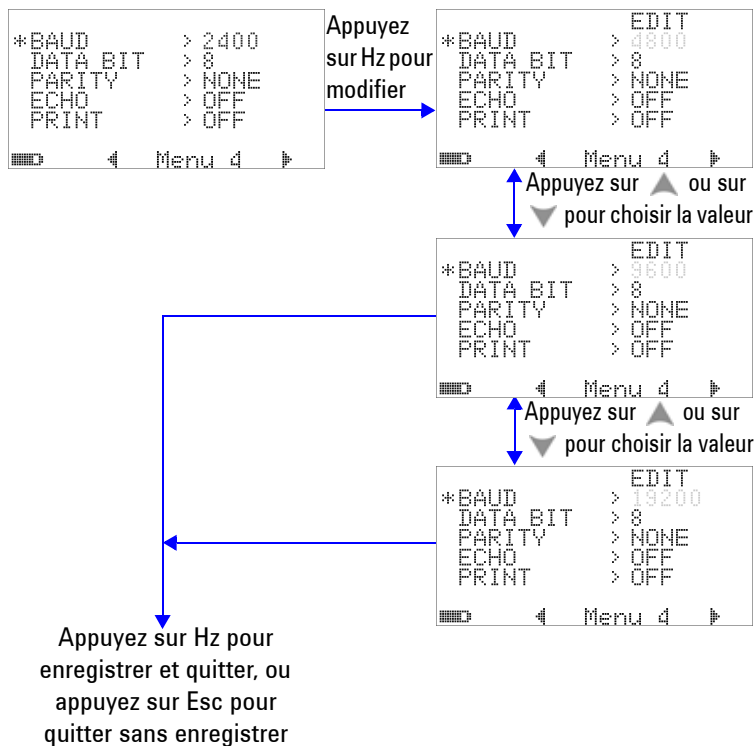 *BAUD > 2400
DATA BIT > 8
PARITY > NONE
ECHO > OFF
PRINT > OFF
Menu 4
Appuyez
sur Hz pour
modifier
EDIT
*BAUD > 4800
DATA BIT > 8
PARITY > NONE
ECHO > OFF
PRINT > OFF
Menu 4
Appuyez sur ▲ ou sur
▼ pour choisir la valeur
EDIT
*BAUD > 9600
DATA BIT > 8
PARITY > NONE
ECHO > OFF
PRINT > OFF
Menu 4
Appuyez sur ▲ ou sur
▼ pour choisir la valeur
EDIT
*BAUD > 19200
DATA BIT > 8
PARITY > NONE
ECHO > OFF
PRINT > OFF
Menu 4
Appuyez sur Hz pour
enregistrer et quitter, ou
appuyez sur Esc pour
quitter sans enregistrer